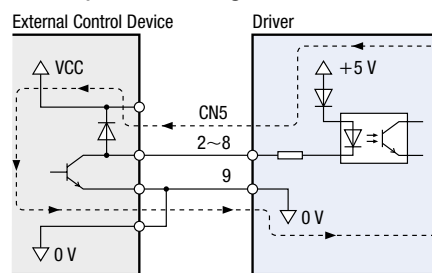 External Control Device
Driver
VCC
+5 V
CN5
2~8
9
0 V
0 V